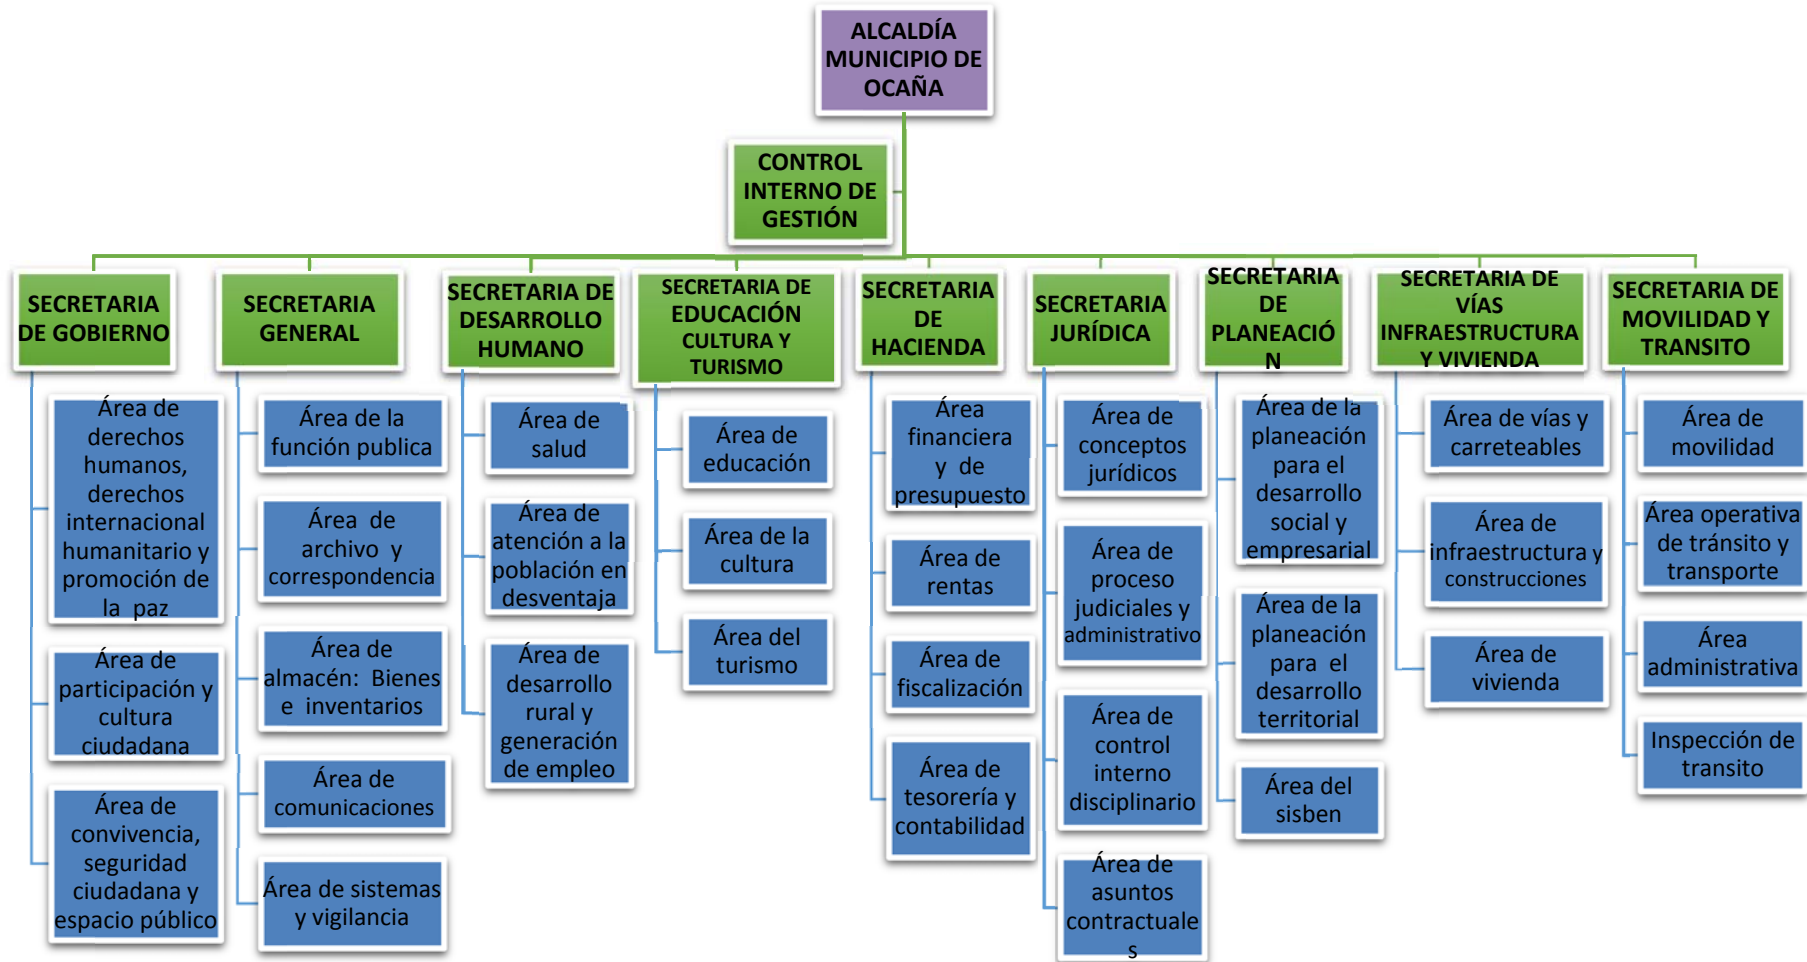 ALCALDÍA
MUNICIPIO DE
OCAÑA
CONTROL
INTERNO DE
GESTIÓN
SECRETARIA
DE GOBIERNO
SECRETARIA
GENERAL
SECRETARIA DE
DESARROLLO
HUMANO
SECRETARIA DE
EDUCACIÓN
CULTURA Y
TURISMO
SECRETARIA
DE
HACIENDA
SECRETARIA
JURÍDICA
SECRETARIA
DE
PLANEACIÓ
N
SECRETARIA DE
VÍAS
INFRAESTRUCTURA
Y VIVIENDA
SECRETARIA DE
MOVILIDAD Y
TRANSITO
Área de
derechos
humanos,
derechos
internacional
humanitario y
promoción de
la paz
Área de
participación y
cultura
ciudadana
Área de
convivencia,
seguridad
ciudadana y
espacio público
Área de la
función publica
Área de
archivo y
correspondencia
Área de
almacén: Bienes
e inventarios
Área de
comunicaciones
Área de sistemas
y vigilancia
Área de
salud
Área de
atención a la
población en
desventaja
Área de
desarrollo
rural y
generación
de empleo
Área de
educación
Área de la
cultura
Área del
turismo
Área
financiera
y de
presupuesto
Área de
rentas
Área de
fiscalización
Área de
tesorería y
contabilidad
Área de
conceptos
jurídicos
Área de
proceso
judiciales y
administrativo
Área de
control
interno
disciplinario
Área de
asuntos
contractuale
s
Área de la
planeación
para el
desarrollo
social y
empresarial
Área de la
planeación
para el
desarrollo
territorial
Área del
sisben
Área de vías y
carreteables
Área de
infraestructura y
construcciones
Área de
vivienda
Área de
movilidad
Área operativa
de tránsito y
transporte
Área
administrativa
Inspección de
transito